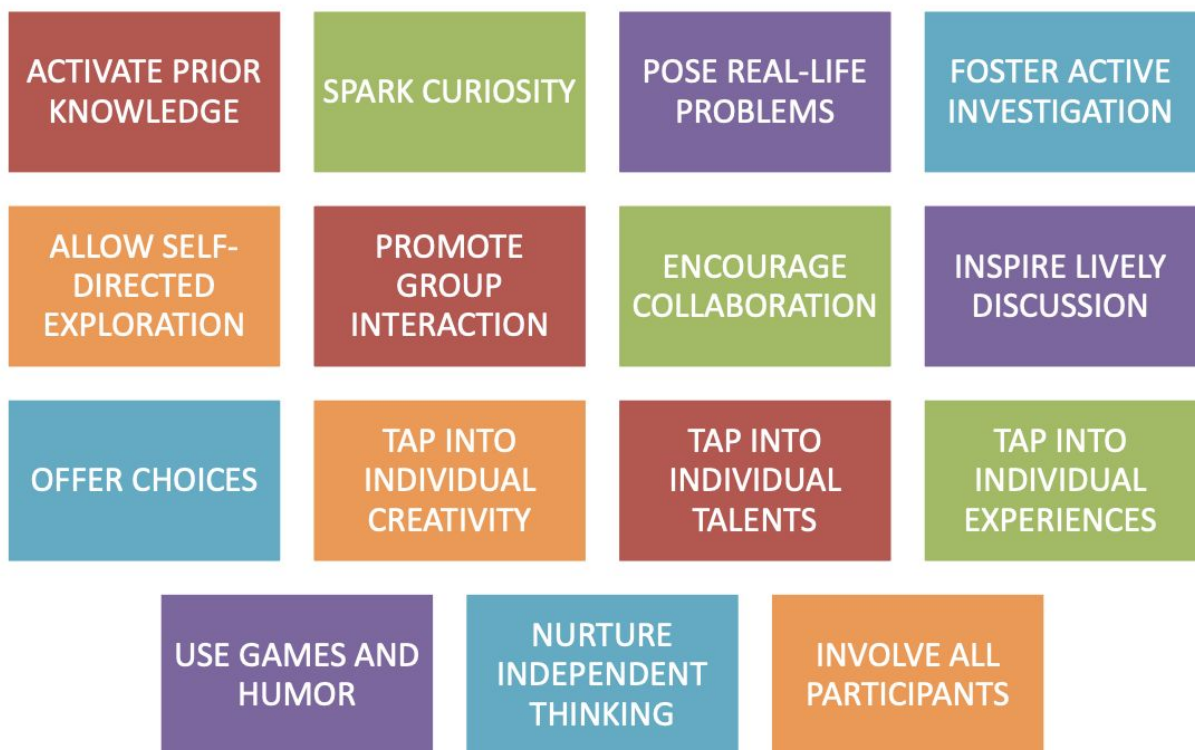 ACTIVATE PRIOR
KNOWLEDGE
SPARK CURIOSITY
POSE REAL-LIFE
PROBLEMS
FOSTER ACTIVE
INVESTIGATION
ALLOW SELF-
DIRECTED
EXPLORATION
PROMOTE
GROUP
INTERACTION
ENCOURAGE
COLLABORATION
INSPIRE LIVELY
DISCUSSION
OFFER CHOICES
TAP INTO
INDIVIDUAL
CREATIVITY
TAP INTO
INDIVIDUAL
TALENTS
TAP INTO
INDIVIDUAL
EXPERIENCES
USE GAMES AND
HUMOR
NURTURE
INDEPENDENT
THINKING
INVOLVE ALL
PARTICIPANTS